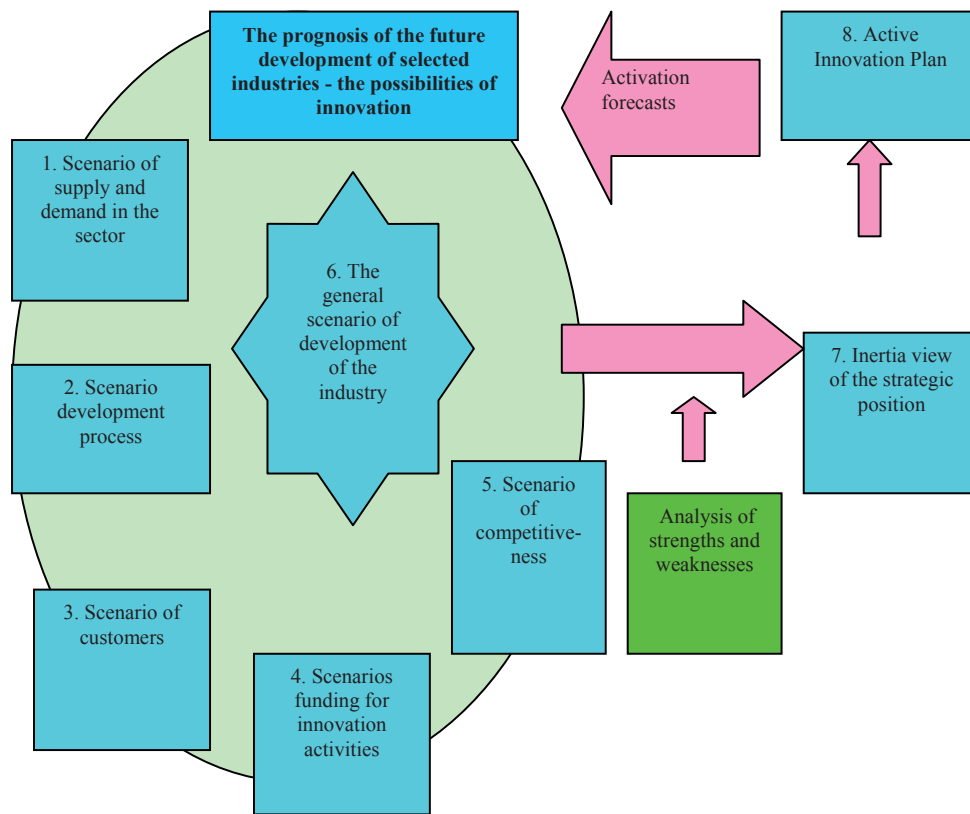 The prognosis of the future
development of selected
industries - the possibilities of
innovation
Activation
forecasts
8. Active
Innovation Plan
1. Scenario of
supply and
demand in the
sector
6. The
general
scenario of
development
of the
industry
2. Scenario
development
process
7. Inertia view
of the strategic
position
5. Scenario
of
competitive-
ness
Analysis of
strengths and
weaknesses
3. Scenario of
customers
4. Scenarios
funding for
innovation
activities